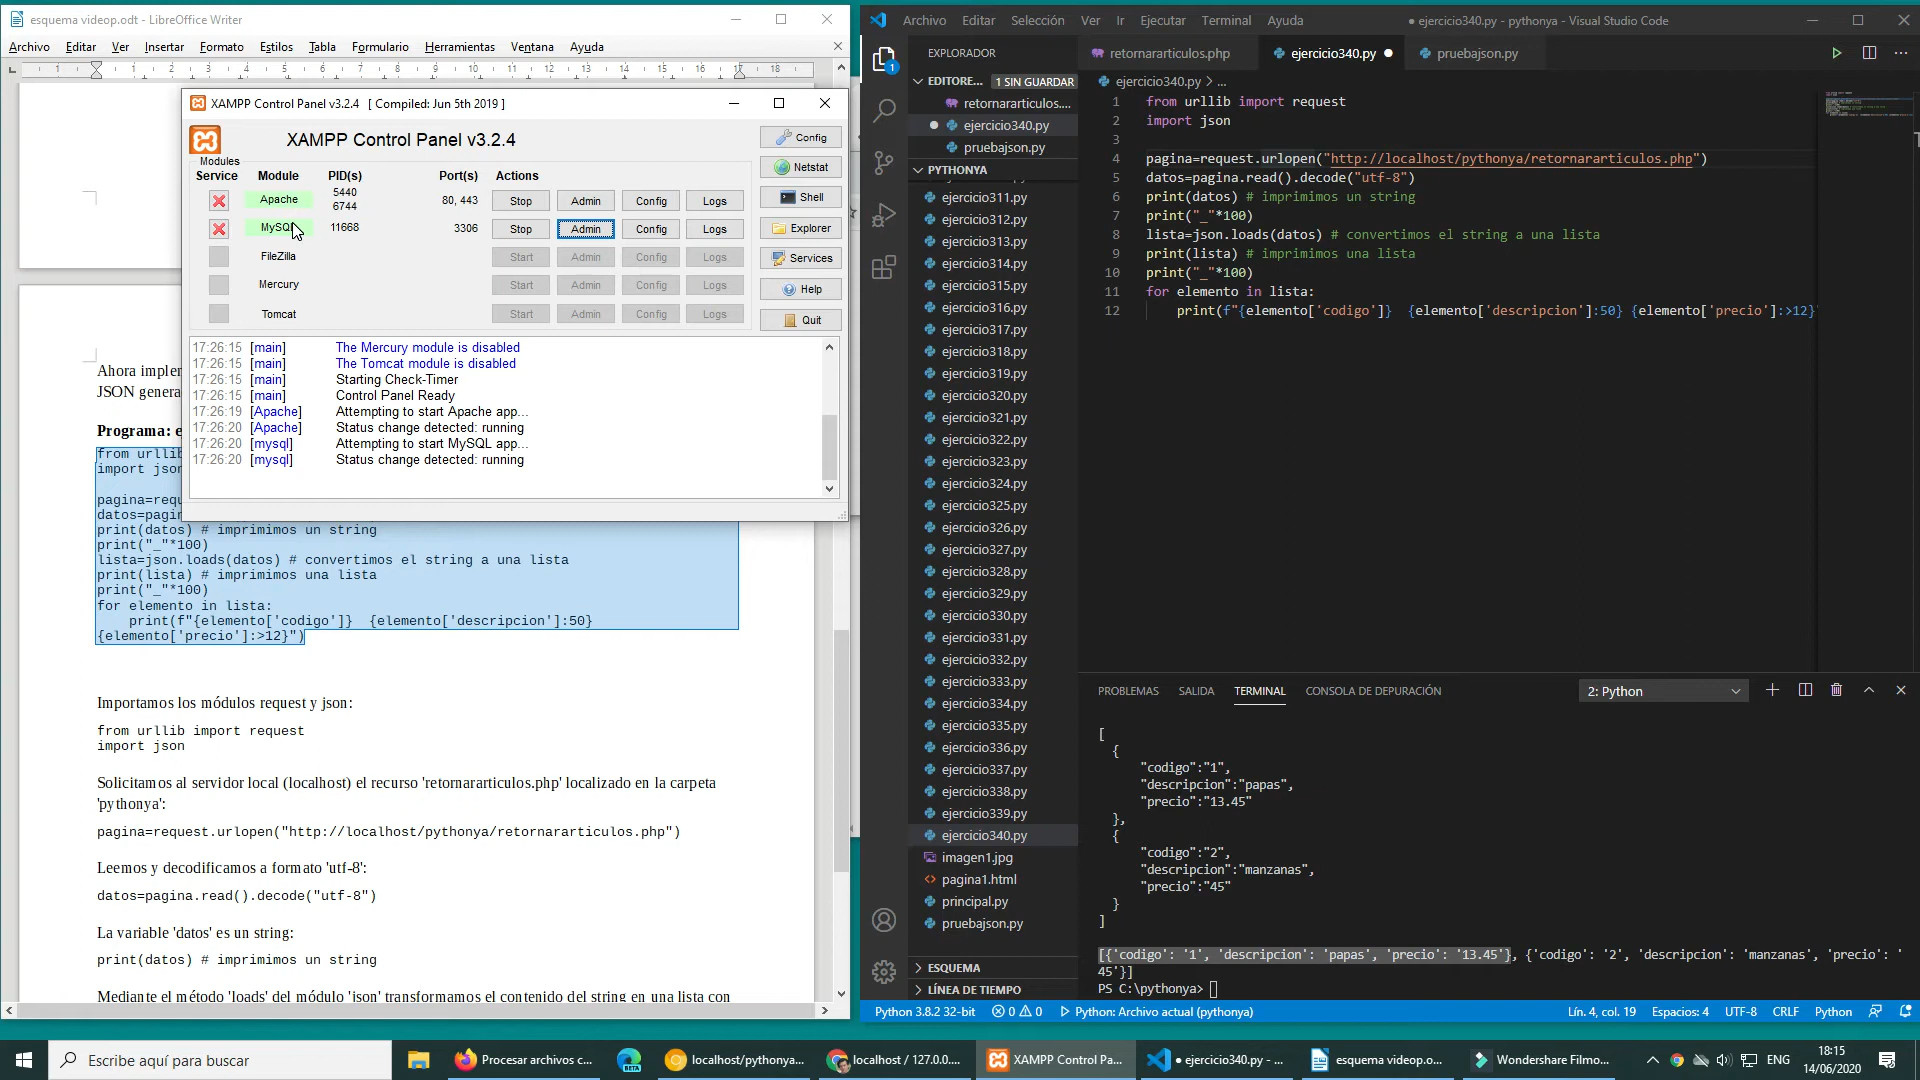 esquema videop.odt - LibreOffice Writer
Archivo Editar Ver Insertar Formato Estilos Tabla Formulario Herramientas Ventana Ayuda
1 1 2 3 4 5 6 7 8 9 10 11 12 13 14 15 16 17 18
XAMPP Control Panel v3.2.4 [ Compiled: Jun 5th 2019 ]
XAMPP Control Panel v3.2.4
Config
Netstat
Shell
Explorer
Services
Help
Quit
Modules
Service Module PID(s) Port(s) Actions
Apache 5440 6744 80, 443 Stop Admin Config Logs
MySQL 11668 3306 Stop Admin Config Logs
FileZilla Start Admin Config Logs
Mercury Start Admin Config Logs
Tomcat Start Admin Config Logs
17:26:15 [main] The Mercury module is disabled
17:26:15 [main] The Tomcat module is disabled
17:26:15 [main] Starting Check-Timer
17:26:15 [main] Control Panel Ready
17:26:19 [Apache] Attempting to start Apache app...
17:26:20 [Apache] Status change detected: running
17:26:20 [mysql] Attempting to start MySQL app...
17:26:20 [mysql] Status change detected: running
Ahora imple
JSON genera
Programa: e
from urllib
import json
pagina=requ
datos=pagin
print(datos) # imprimimos un string
print("_"*100)
lista=json.loads(datos) # convertimos el string a una lista
print(lista) # imprimimos una lista
print("_"*100)
for elemento in lista:
print(f"{elemento['codigo']}  {elemento['descripcion']:50}
{elemento['precio']:>12}")
Importamos los módulos request y json:
from urllib import request
import json
Solicitamos al servidor local (localhost) el recurso 'retornararticulos.php' localizado en la carpeta
'pythonya':
pagina=request.urlopen("http://localhost/pythonya/retornararticulos.php")
Leemos y decodificamos a formato 'utf-8':
datos=pagina.read().decode("utf-8")
La variable 'datos' es un string:
print(datos) # imprimimos un string
Mediante el método 'loads' del módulo 'json' transformamos el contenido del string en una lista con
Archivo Editar Selección Ver Ir Ejecutar Terminal Ayuda
● ejercicio340.py - pythonya - Visual Studio Code
1
EXPLORADOR
EDITORE... 1 SIN GUARDAR
retornararticulos....
ejercicio340.py
pruebajson.py
PYTHONYA
ejercicio311.py
ejercicio312.py
ejercicio313.py
ejercicio314.py
ejercicio315.py
ejercicio316.py
ejercicio317.py
ejercicio318.py
ejercicio319.py
ejercicio320.py
ejercicio321.py
ejercicio322.py
ejercicio323.py
ejercicio324.py
ejercicio325.py
ejercicio326.py
ejercicio327.py
ejercicio328.py
ejercicio329.py
ejercicio330.py
ejercicio331.py
ejercicio332.py
ejercicio333.py
ejercicio334.py
ejercicio335.py
ejercicio336.py
ejercicio337.py
ejercicio338.py
ejercicio339.py
ejercicio340.py
imagen1.jpg
pagina1.html
principal.py
pruebajson.py
ESQUEMA
LÍNEA DE TIEMPO
retornararticulos.php ejercicio340.py ● pruebajson.py
ejercicio340.py > ...
1 from urllib import request
2 import json
3
4 pagina=request.urlopen("http://localhost/pythonya/retornararticulos.php")
5 datos=pagina.read().decode("utf-8")
6 print(datos) # imprimimos un string
7 print("_"*100)
8 lista=json.loads(datos) # convertimos el string a una lista
9 print(lista) # imprimimos una lista
10 print("_"*100)
11 for elemento in lista:
12 print(f"{elemento['codigo']}  {elemento['descripcion']:50} {elemento['precio']:>12}
PROBLEMAS SALIDA TERMINAL CONSOLA DE DEPURACIÓN 2: Python
[
{
"codigo":"1",
"descripcion":"papas",
"precio":"13.45"
},
{
"codigo":"2",
"descripcion":"manzanas",
"precio":"45"
}
]
[{'codigo': '1', 'descripcion': 'papas', 'precio': '13.45'}, {'codigo': '2', 'descripcion': 'manzanas', 'precio': '
45'}]
PS C:\pythonya>
Python 3.8.2 32-bit 0 0 Python: Archivo actual (pythonya) Lín. 4, col. 19 Espacios: 4 UTF-8 CRLF Python
Escribe aquí para buscar
Procesar archivos c... BETA localhost/pythonya... localhost / 127.0.0.... XAMPP Control Pa... ● ejercicio340.py - ... esquema videop.o... Wondershare Filmo...
ENG 18:15
14/06/2020